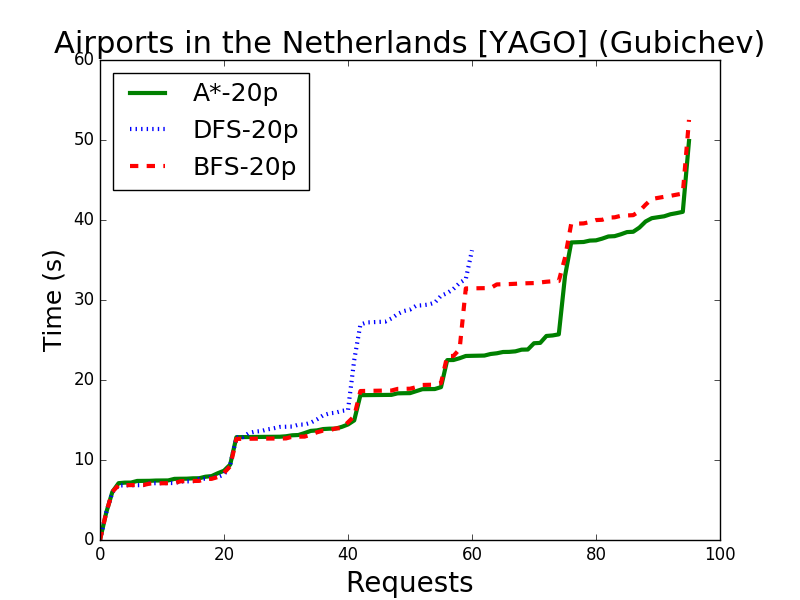 Airports in the Netherlands [YAGO] (Gubichev)
60
50
40
30
20
10
0
Time (s)
A*-20p
DFS-20p
BFS-20p
0 20 40 60 80 100
Requests